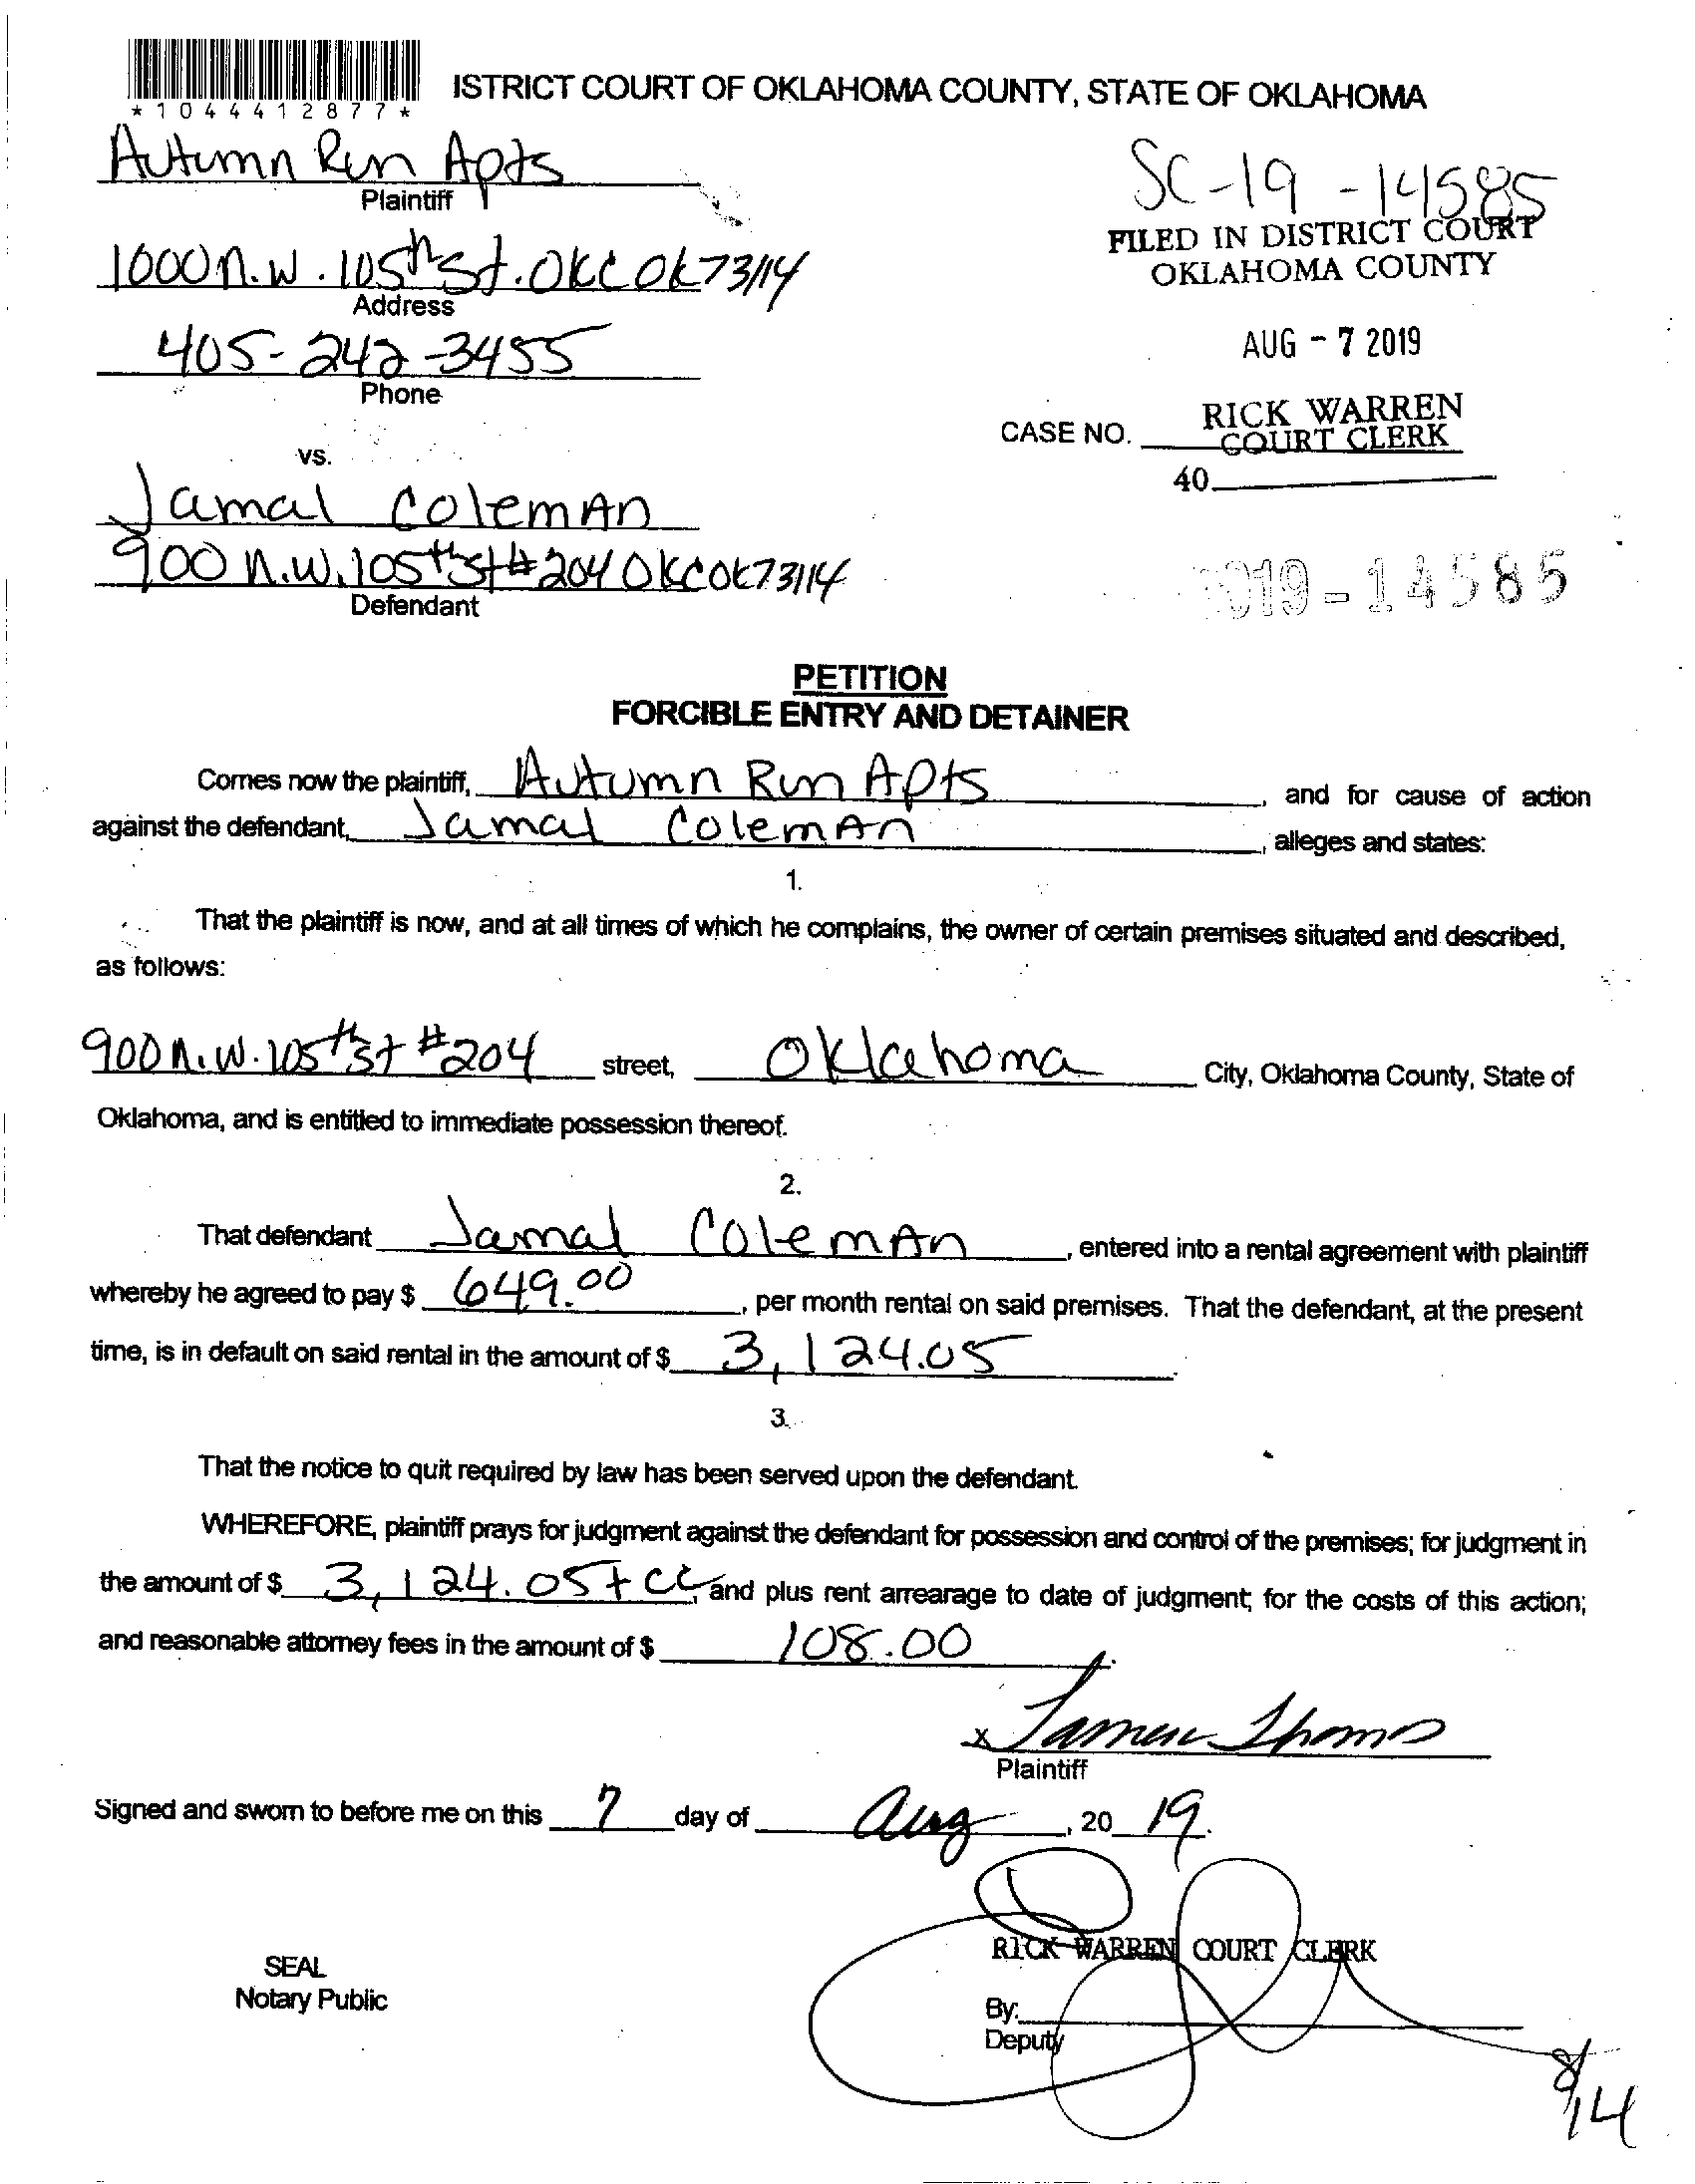 ISTRICT COURT OF OKLAHOMA COUNTY, STATE OF OKLAHOMA
*1044412877*
Autumn Run Apts
Plaintiff
SC-19-14585
FILED IN DISTRICT COURT
OKLAHOMA COUNTY
1000 N.W. 105th St. OKC OK 73114
Address
AUG - 7 2019
405-242-3455
Phone
RICK WARREN
CASE NO. COURT CLERK
40
vs.
Jamal ColemAn
900 N.W. 105th St #204 OKC OK 73114
Defendant
2019-14585
PETITION
FORCIBLE ENTRY AND DETAINER
Comes now the plaintiff, Autumn Run Apts, and for cause of action
against the defendant, Jamal ColemAn, alleges and states:
1.
That the plaintiff is now, and at all times of which he complains, the owner of certain premises situated and described,
as follows:
900 N.W. 105th St #204 street, Oklahoma City, Oklahoma County, State of
Oklahoma, and is entitled to immediate possession thereof.
2.
That defendant Jamal ColemAn, entered into a rental agreement with plaintiff
whereby he agreed to pay $ 649.00, per month rental on said premises. That the defendant, at the present
time, is in default on said rental in the amount of $ 3,124.05.
3.
That the notice to quit required by law has been served upon the defendant.
WHEREFORE, plaintiff prays for judgment against the defendant for possession and control of the premises; for judgment in
the amount of $ 3,124.05 + CC, and plus rent arrearage to date of judgment; for the costs of this action;
and reasonable attorney fees in the amount of $ 108.00.
x
Plaintiff
Signed and sworn to before me on this 7 day of Aug, 20 19.
RICK WARREN COURT CLERK
SEAL
Notary Public
By:
Deputy
8/14